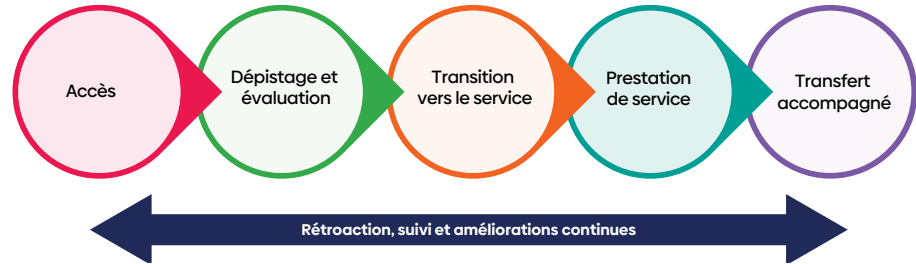 Accès
Dépistage et
évaluation
Transition
vers le service
Prestation
de service
Transfert
accompagné
Rétroaction, suivi et améliorations continues